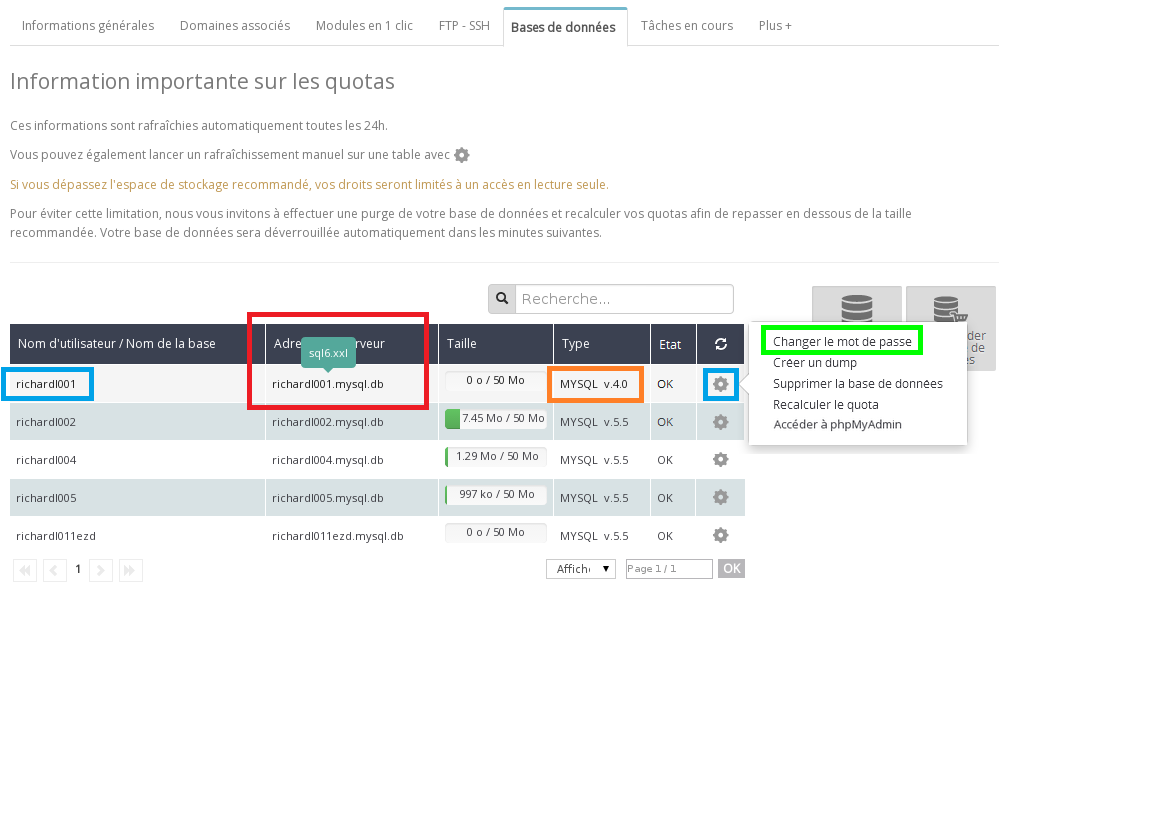 Informations générales Domaines associés Modules en 1 clic FTP - SSH Bases de données Tâches en cours Plus +
Information importante sur les quotas
Ces informations sont rafraîchies automatiquement toutes les 24h.
Vous pouvez également lancer un rafraîchissement manuel sur une table avec
Si vous dépassez l'espace de stockage recommandé, vos droits seront limités à un accès en lecture seule.
Pour éviter cette limitation, nous vous invitons à effectuer une purge de votre base de données et recalculer vos quotas afin de repasser en dessous de la taille
recommandée. Votre base de données sera déverrouillée automatiquement dans les minutes suivantes.
Recherche...
Nom d'utilisateur / Nom de la base Taille Type Etat
sql6.xxl
richardl001 richardl001.mysql.db 0 o / 50 Mo MYSQL v.4.0 OK
richardl002 richardl002.mysql.db 7.45 Mo / 50 Mo MYSQL v.5.5 OK
richardl004 richardl004.mysql.db 1.29 Mo / 50 Mo MYSQL v.5.5 OK
richardl005 richardl005.mysql.db 997 ko / 50 Mo MYSQL v.5.5 OK
richardl011ezd richardl011ezd.mysql.db 0 o / 50 Mo MYSQL v.5.5 OK
Changer le mot de passe
Créer un dump
Supprimer la base de données
Recalculer le quota
Accéder à phpMyAdmin
1 Page 1 / 1 OK